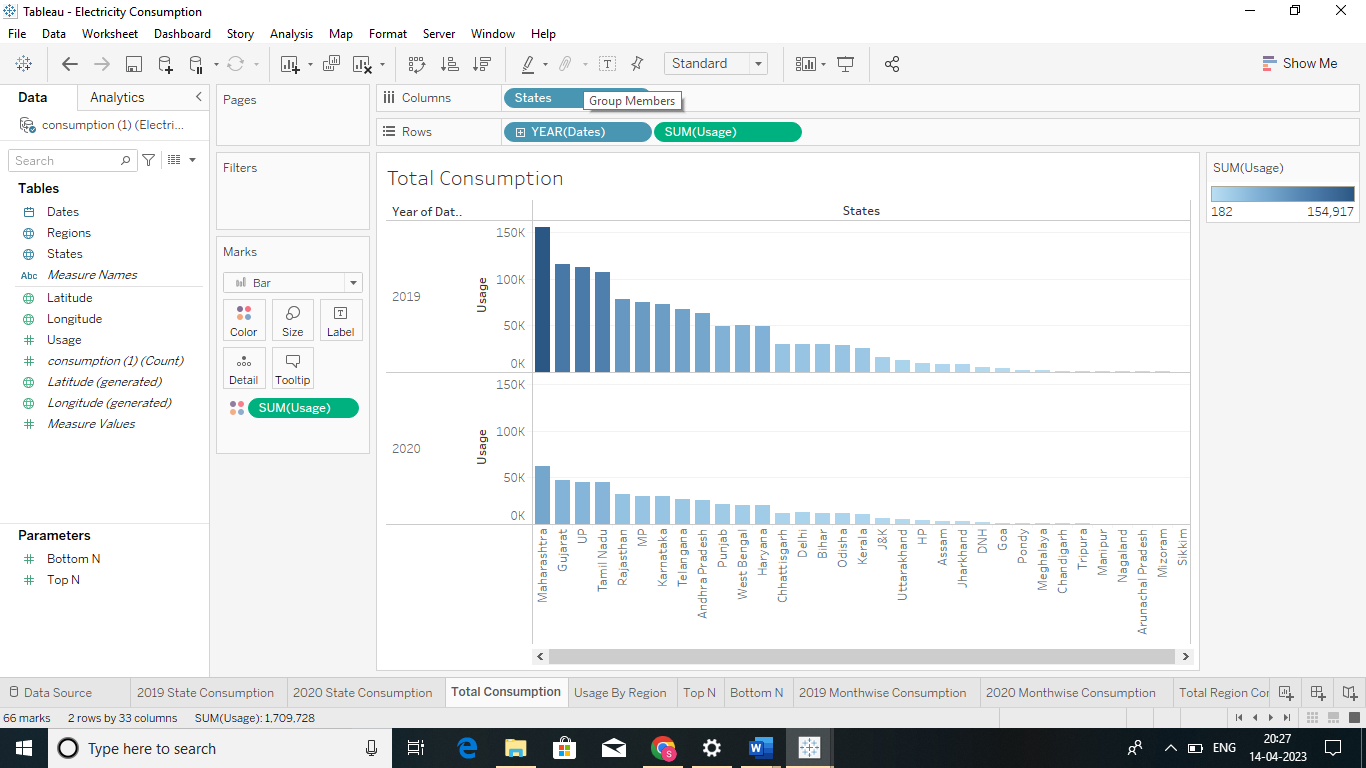 Tableau - Electricity Consumption
File Data Worksheet Dashboard Story Analysis Map Format Server Window Help
Standard
Show Me
Data Analytics
consumption (1) (Electri...
Search
Tables
Dates
Regions
States
Abc Measure Names
Latitude
Longitude
Usage
consumption (1) (Count)
Latitude (generated)
Longitude (generated)
Measure Values
Parameters
Bottom N
Top N
Pages
Filters
Marks
Bar
Color Size Label
Detail Tooltip
SUM(Usage)
Columns States
Group Members
Rows YEAR(Dates) SUM(Usage)
Total Consumption
Year of Dat..
States
2019
Usage
150K
100K
50K
0K
2020
Usage
150K
100K
50K
0K
Maharashtra
Gujarat
UP
Tamil Nadu
Rajasthan
MP
Karnataka
Telangana
Andhra Pradesh
Punjab
West Bengal
Haryana
Chhattisgarh
Delhi
Bihar
Odisha
Kerala
J&K
Uttarakhand
HP
Assam
Jharkhand
DNH
Goa
Pondy
Meghalaya
Chandigarh
Tripura
Manipur
Nagaland
Arunachal Pradesh
Mizoram
Sikkim
SUM(Usage)
182 154,917
Data Source 2019 State Consumption 2020 State Consumption Total Consumption Usage By Region Top N Bottom N 2019 Monthwise Consumption 2020 Monthwise Consumption Total Region Cor
66 marks 2 rows by 33 columns SUM(Usage): 1,709,728
Type here to search
S
W
ENG
20:27
14-04-2023